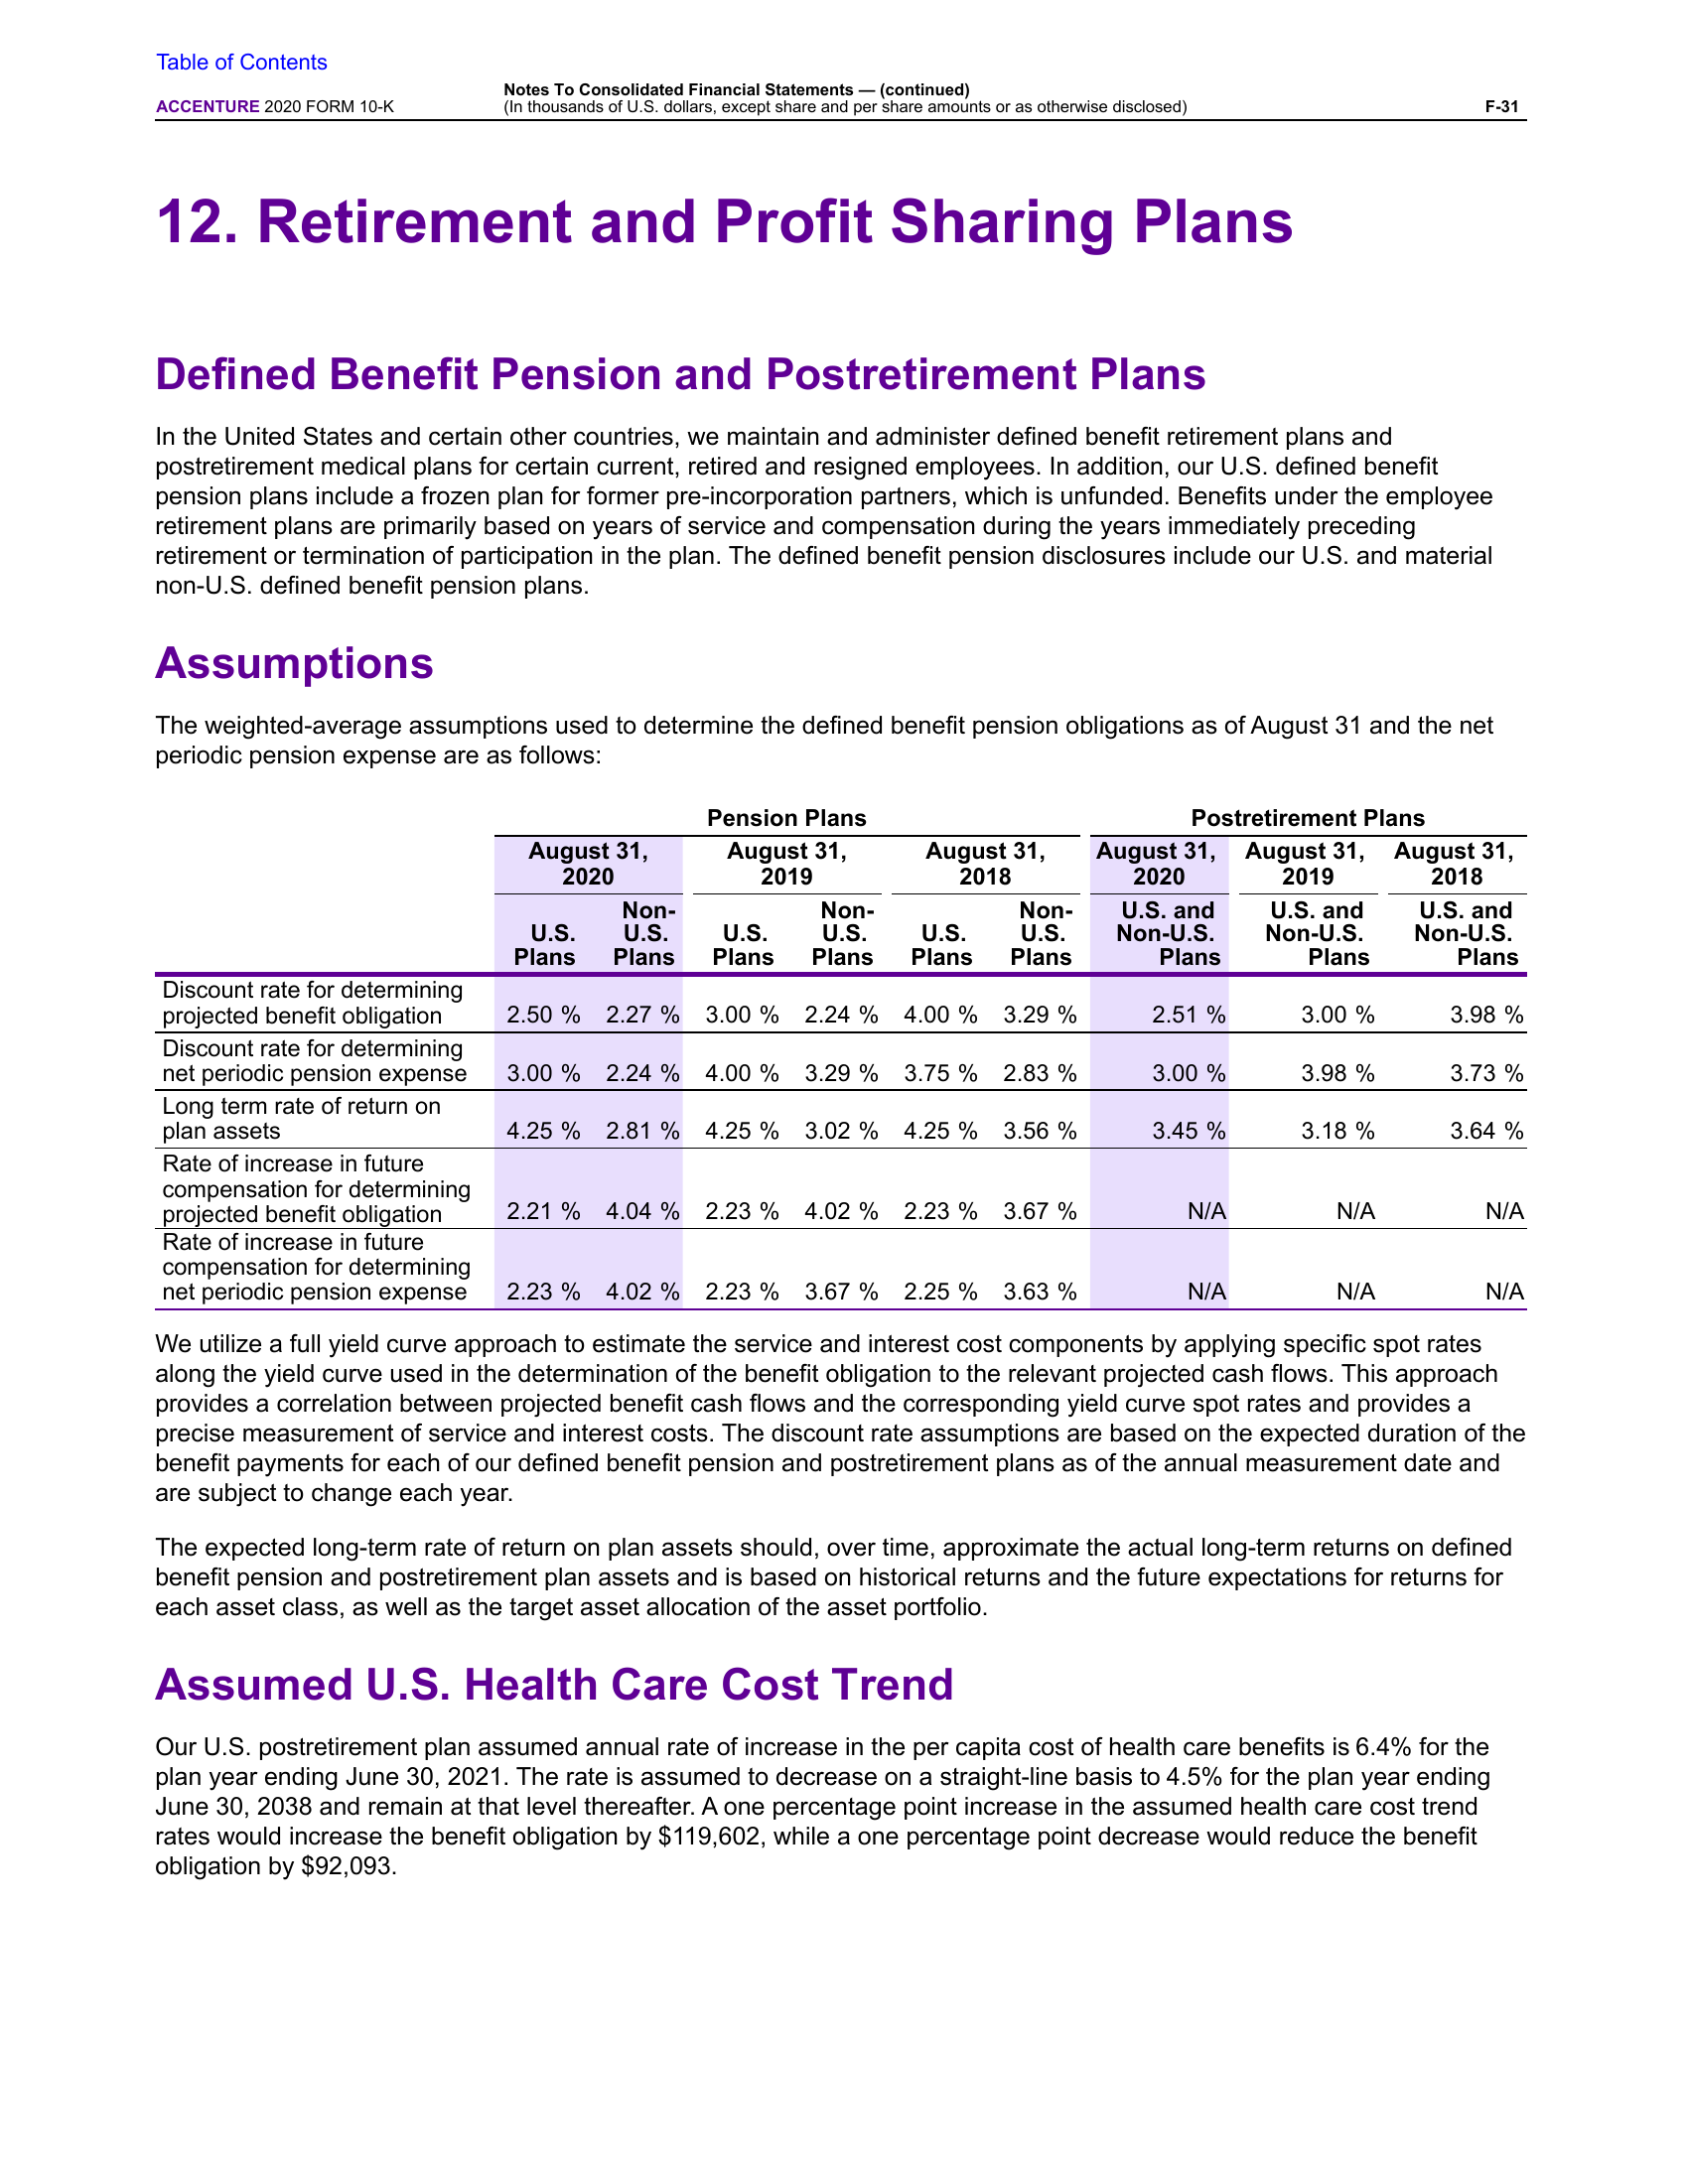 Table of Contents
Notes To Consolidated Financial Statements — (continued)
ACCENTURE 2020 FORM 10-K (In thousands of U.S. dollars, except share and per share amounts or as otherwise disclosed) F-31
12. Retirement and Profit Sharing Plans
Defined Benefit Pension and Postretirement Plans
In the United States and certain other countries, we maintain and administer defined benefit retirement plans and
postretirement medical plans for certain current, retired and resigned employees. In addition, our U.S. defined benefit
pension plans include a frozen plan for former pre-incorporation partners, which is unfunded. Benefits under the employee
retirement plans are primarily based on years of service and compensation during the years immediately preceding
retirement or termination of participation in the plan. The defined benefit pension disclosures include our U.S. and material
non-U.S. defined benefit pension plans.
Assumptions
The weighted-average assumptions used to determine the defined benefit pension obligations as of August 31 and the net
periodic pension expense are as follows:
Pension Plans Postretirement Plans
August 31, August 31, August 31, August 31, August 31, August 31,
2020 2019 2018 2020 2019 2018
Non- Non- Non- U.S. and U.S. and U.S. and
U.S. U.S. U.S. U.S. U.S. U.S. Non-U.S. Non-U.S. Non-U.S.
Plans Plans Plans Plans Plans Plans Plans Plans Plans
Discount rate for determining
projected benefit obligation 2.50 % 2.27 % 3.00 % 2.24 % 4.00 % 3.29 % 2.51 % 3.00 % 3.98 %
Discount rate for determining
net periodic pension expense 3.00 % 2.24 % 4.00 % 3.29 % 3.75 % 2.83 % 3.00 % 3.98 % 3.73 %
Long term rate of return on
plan assets 4.25 % 2.81 % 4.25 % 3.02 % 4.25 % 3.56 % 3.45 % 3.18 % 3.64 %
Rate of increase in future
compensation for determining
projected benefit obligation 2.21 % 4.04 % 2.23 % 4.02 % 2.23 % 3.67 % N/A N/A N/A
Rate of increase in future
compensation for determining
net periodic pension expense 2.23 % 4.02 % 2.23 % 3.67 % 2.25 % 3.63 % N/A N/A N/A
We utilize a full yield curve approach to estimate the service and interest cost components by applying specific spot rates
along the yield curve used in the determination of the benefit obligation to the relevant projected cash flows. This approach
provides a correlation between projected benefit cash flows and the corresponding yield curve spot rates and provides a
precise measurement of service and interest costs. The discount rate assumptions are based on the expected duration of the
benefit payments for each of our defined benefit pension and postretirement plans as of the annual measurement date and
are subject to change each year.
The expected long-term rate of return on plan assets should, over time, approximate the actual long-term returns on defined
benefit pension and postretirement plan assets and is based on historical returns and the future expectations for returns for
each asset class, as well as the target asset allocation of the asset portfolio.
Assumed U.S. Health Care Cost Trend
Our U.S. postretirement plan assumed annual rate of increase in the per capita cost of health care benefits is 6.4% for the
plan year ending June 30, 2021. The rate is assumed to decrease on a straight-line basis to 4.5% for the plan year ending
June 30, 2038 and remain at that level thereafter. A one percentage point increase in the assumed health care cost trend
rates would increase the benefit obligation by $119,602, while a one percentage point decrease would reduce the benefit
obligation by $92,093.